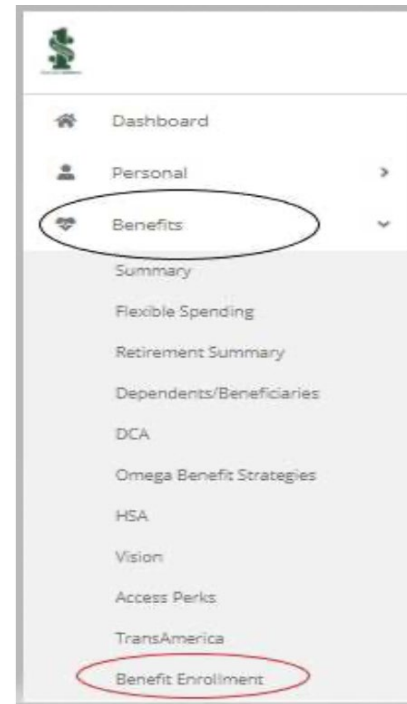 Dashboard
Personal
Benefits
Summary
Flexible Spending
Retirement Summary
Dependents/Beneficiaries
DCA
Omega Benefit Strategies
HSA
Vision
Access Perks
TransAmerica
Benefit Enrollment